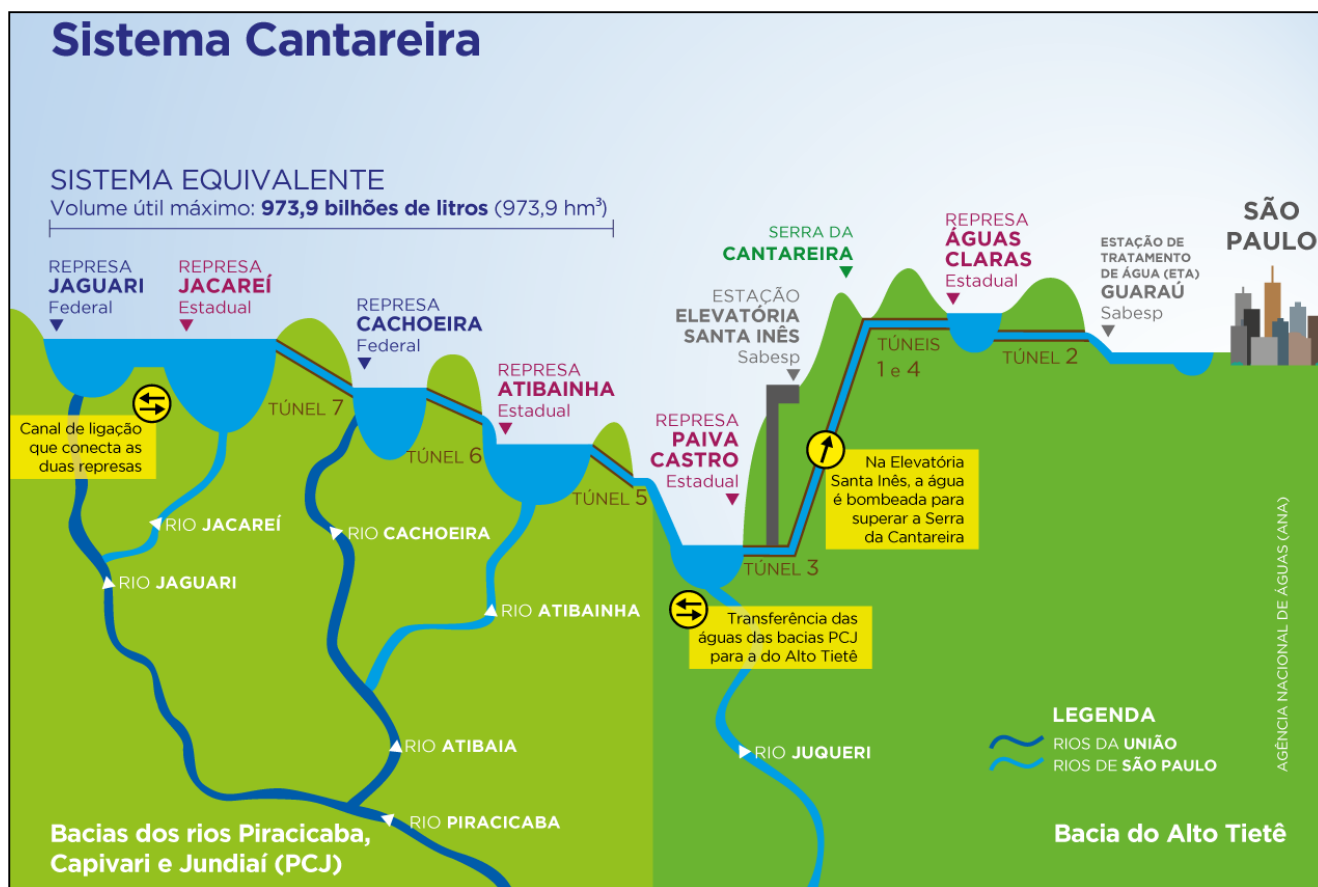 Sistema Cantareira
SISTEMA EQUIVALENTE
Volume útil máximo: 973,9 bilhões de litros (973,9 hm³)
REPRESA
JAGUARI
Federal
REPRESA
JACAREÍ
Estadual
REPRESA
CACHOEIRA
Federal
REPRESA
ATIBAINHA
Estadual
REPRESA
PAIVA
CASTRO
Estadual
ESTAÇÃO
ELEVATÓRIA
SANTA INÊS
Sabesp
SERRA DA
CANTAREIRA
REPRESA
ÁGUAS
CLARAS
Estadual
ESTAÇÃO DE
TRATAMENTO
DE ÁGUA (ETA)
GUARAÚ
Sabesp
SÃO
PAULO
TÚNEL 7
TÚNEL 6
TÚNEL 5
TÚNEL 3
TÚNEIS
1 e 4
TÚNEL 2
Canal de ligação
que conecta as
duas represas
Na Elevatória
Santa Inês, a água
é bombeada para
superar a Serra
da Cantareira
Transferência das
águas das bacias PCJ
para a do Alto Tietê
RIO JACAREÍ
RIO JAGUARI
RIO CACHOEIRA
RIO ATIBAINHA
RIO ATIBAIA
RIO PIRACICABA
RIO JUQUERI
LEGENDA
RIOS DA UNIÃO
RIOS DE SÃO PAULO
AGÊNCIA NACIONAL DE ÁGUAS (ANA)
Bacias dos rios Piracicaba,
Capivari e Jundiaí (PCJ)
Bacia do Alto Tietê